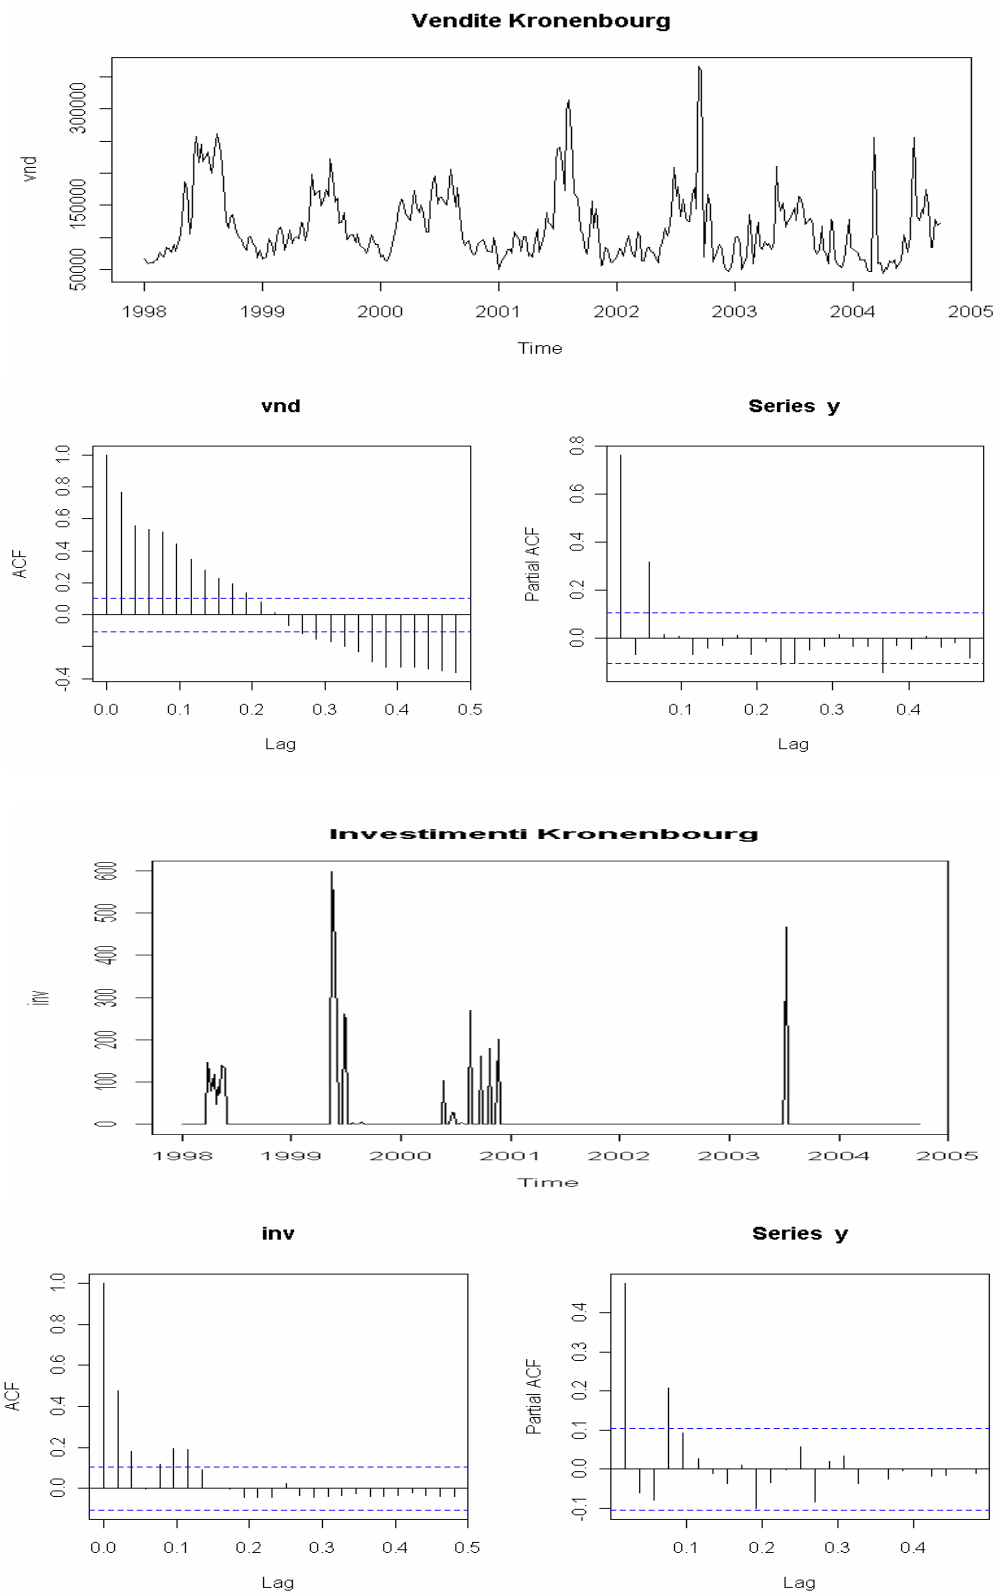 Vendite Kronenbourg
vnd
300000
150000
50000
1998 1999 2000 2001 2002 2003 2004 2005
Time
vnd
ACF
1.0
0.8
0.6
0.4
0.2
0.0
-0.4
0.0 0.1 0.2 0.3 0.4 0.5
Lag
Series y
Partial ACF
0.8
0.6
0.4
0.2
0.0
0.1 0.2 0.3 0.4
Lag
Investimenti Kronenbourg
inv
600
500
400
300
200
100
0
1998 1999 2000 2001 2002 2003 2004 2005
Time
inv
ACF
1.0
0.8
0.6
0.4
0.2
0.0
0.0 0.1 0.2 0.3 0.4 0.5
Lag
Series y
Partial ACF
0.4
0.3
0.2
0.1
0.0
-0.1
0.1 0.2 0.3 0.4
Lag